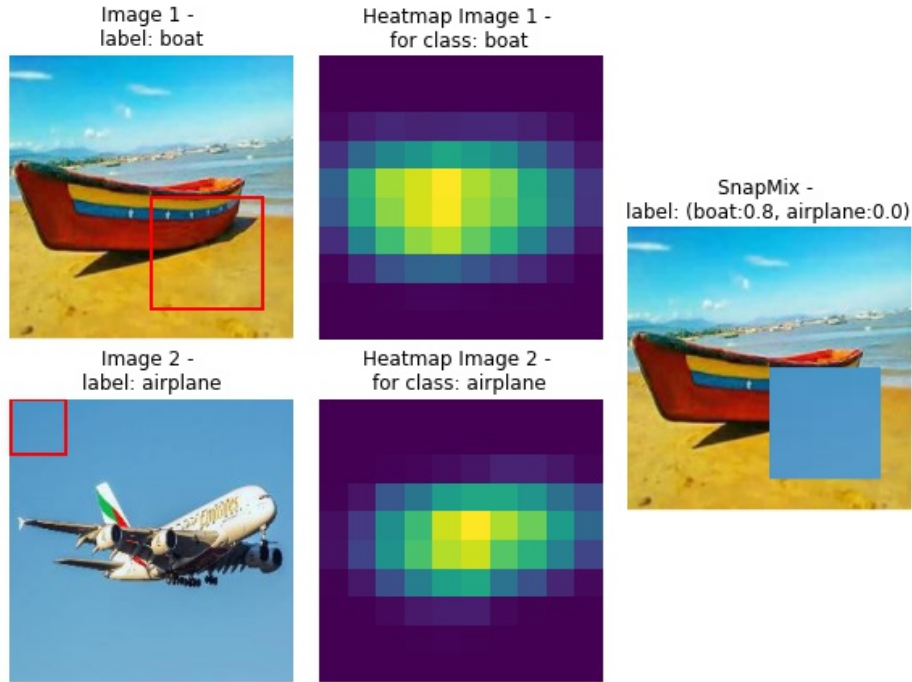 Image 1 -
label: boat
Heatmap Image 1 -
for class: boat
SnapMix -
label: (boat:0.8, airplane:0.0)
Image 2 -
label: airplane
Heatmap Image 2 -
for class: airplane
Emirates